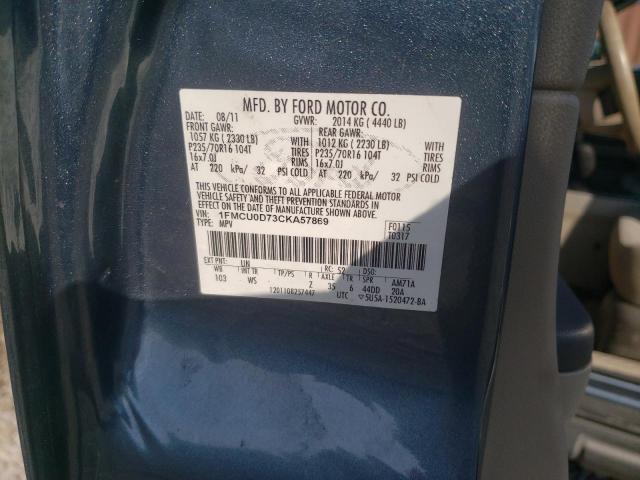 MFD. BY FORD MOTOR CO.
DATE: 08/11 GVWR: 2014 KG ( 4440 LB)
FRONT GAWR: REAR GAWR:
1057 KG ( 2330 LB) WITH 1012 KG ( 2230 LB) WITH
P235/70R16 104T TIRES P235/70R16 104T TIRES
16x7.0J RIMS 16x7.0J RIMS
AT 220 kPa/ 32 PSI COLD AT 220 kPa/ 32 PSI COLD
THIS VEHICLE CONFORMS TO ALL APPLICABLE FEDERAL MOTOR
VEHICLE SAFETY AND THEFT PREVENTION STANDARDS IN EFFECT
ON THE DATE OF MANUFACTURE SHOWN ABOVE.
VIN: 1FMCU0D73CKA57869 F0115
TYPE: MPV T0317
EXT PNT: UN RC: 52 DSO:
WB INT TR TP/PS R AXLE TR SPR AM71A
103 WS Z 35 6 44DD 20A
1201108257447 UTC 5U5A-1520472-BA